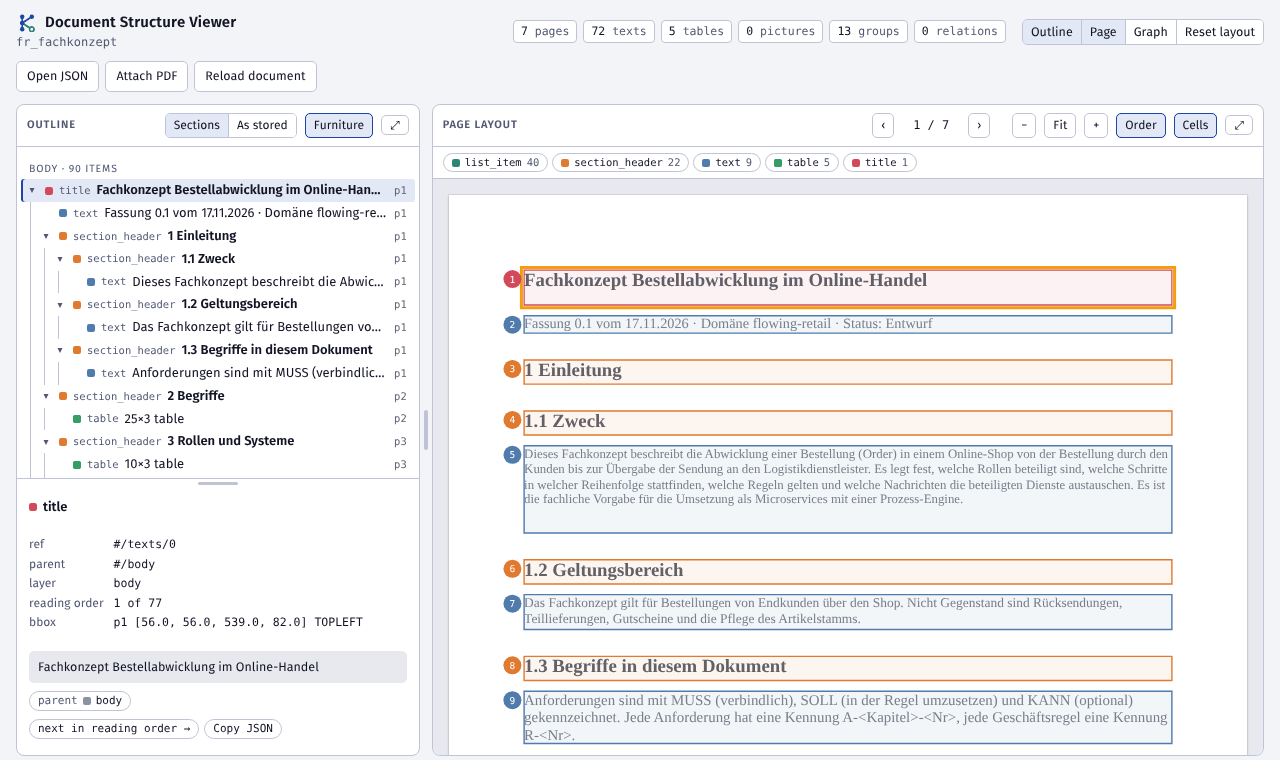 Document Structure Viewer
fr_fachkonzept
7 pages
72 texts
5 tables
0 pictures
13 groups
0 relations
Outline
Page
Graph
Reset layout
Open JSON
Attach PDF
Reload document
OUTLINE
Sections
As stored
Furniture
BODY · 90 ITEMS
▾ title Fachkonzept Bestellabwicklung im Online-Han… p1
text Fassung 0.1 vom 17.11.2026 · Domäne flowing-re… p1
▾ section_header 1 Einleitung p1
▾ section_header 1.1 Zweck p1
text Dieses Fachkonzept beschreibt die Abwic… p1
▾ section_header 1.2 Geltungsbereich p1
text Das Fachkonzept gilt für Bestellungen vo… p1
▾ section_header 1.3 Begriffe in diesem Dokument p1
text Anforderungen sind mit MUSS (verbindlic… p1
▾ section_header 2 Begriffe p2
table 25×3 table p2
▾ section_header 3 Rollen und Systeme p3
table 10×3 table p3
title
ref #/texts/0
parent #/body
layer body
reading order 1 of 77
bbox p1 [56.0, 56.0, 539.0, 82.0] TOPLEFT
Fachkonzept Bestellabwicklung im Online-Handel
parent body
next in reading order →
Copy JSON
PAGE LAYOUT
‹ 1 / 7 ›
−
Fit
+
Order
Cells
list_item 40
section_header 22
text 9
table 5
title 1
1 Fachkonzept Bestellabwicklung im Online-Handel
2 Fassung 0.1 vom 17.11.2026 · Domäne flowing-retail · Status: Entwurf
3 1 Einleitung
4 1.1 Zweck
5 Dieses Fachkonzept beschreibt die Abwicklung einer Bestellung (Order) in einem Online-Shop von der Bestellung durch den
Kunden bis zur Übergabe der Sendung an den Logistikdienstleister. Es legt fest, welche Rollen beteiligt sind, welche Schritte
in welcher Reihenfolge stattfinden, welche Regeln gelten und welche Nachrichten die beteiligten Dienste austauschen. Es ist
die fachliche Vorgabe für die Umsetzung als Microservices mit einer Prozess-Engine.
6 1.2 Geltungsbereich
7 Das Fachkonzept gilt für Bestellungen von Endkunden über den Shop. Nicht Gegenstand sind Rücksendungen,
Teillieferungen, Gutscheine und die Pflege des Artikelstamms.
8 1.3 Begriffe in diesem Dokument
9 Anforderungen sind mit MUSS (verbindlich), SOLL (in der Regel umzusetzen) und KANN (optional)
gekennzeichnet. Jede Anforderung hat eine Kennung A-<Kapitel>-<Nr>, jede Geschäftsregel eine Kennung
R-<Nr>.